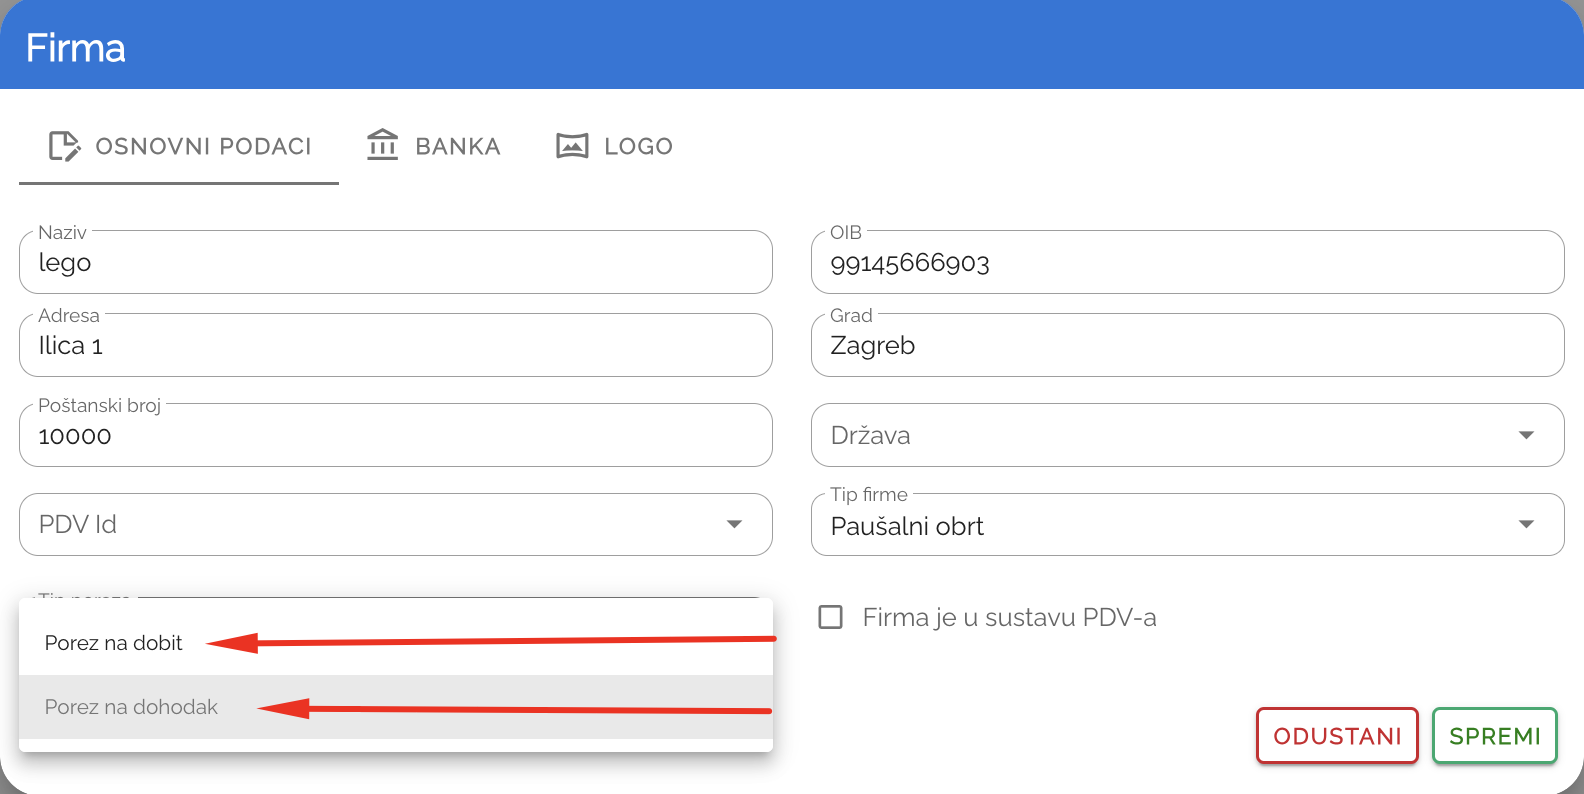 Firma
OSNOVNI PODACI
BANKA
LOGO
Naziv
lego
OIB
99145666903
Adresa
Ilica 1
Grad
Zagreb
Poštanski broj
10000
Država
PDV Id
Tip firme
Paušalni obrt
Porez na dobit
Porez na dohodak
Firma je u sustavu PDV-a
ODUSTANI
SPREMI